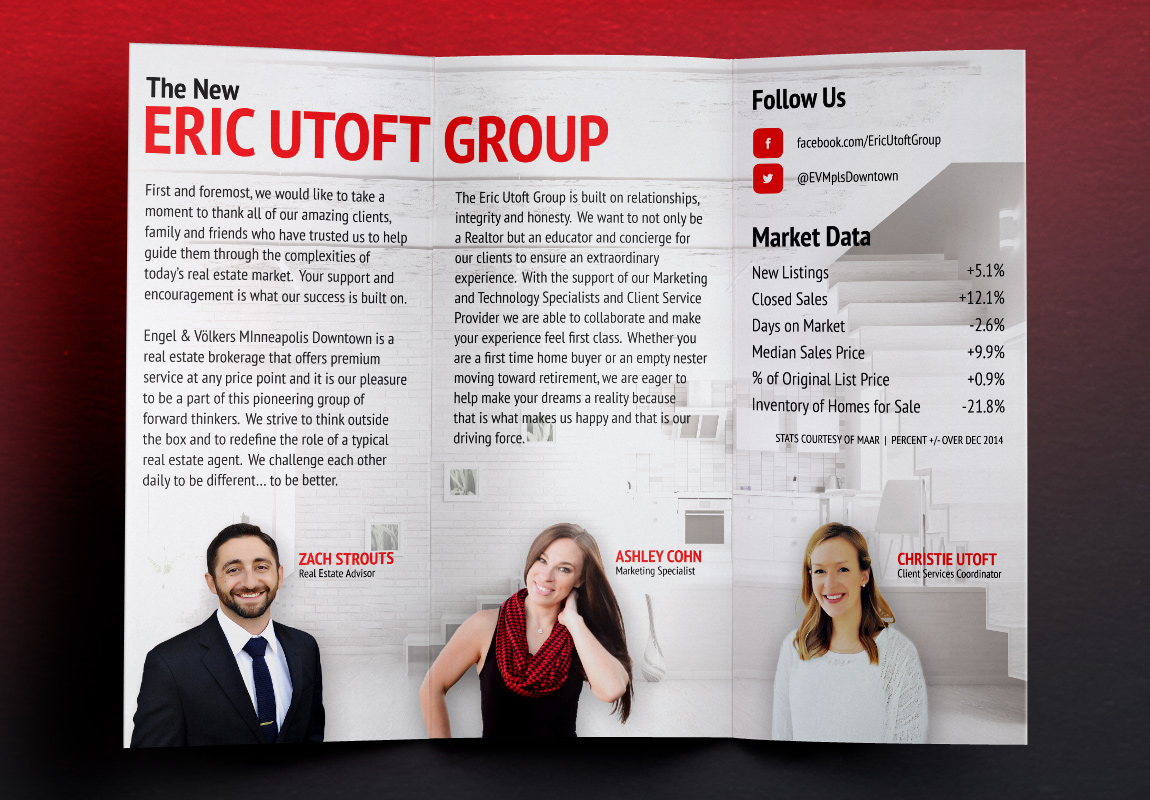 The New
ERIC UTOFT GROUP
First and foremost, we would like to take a
moment to thank all of our amazing clients,
family and friends who have trusted us to help
guide them through the complexities of
today's real estate market. Your support and
encouragement is what our success is built on.
Engel & Völkers MInneapolis Downtown is a
real estate brokerage that offers premium
service at any price point and it is our pleasure
to be a part of this pioneering group of
forward thinkers. We strive to think outside
the box and to redefine the role of a typical
real estate agent. We challenge each other
daily to be different... to be better.
The Eric Utoft Group is built on relationships,
integrity and honesty. We want to not only be
a Realtor but an educator and concierge for
our clients to ensure an extraordinary
experience. With the support of our Marketing
and Technology Specialists and Client Service
Provider we are able to collaborate and make
your experience feel first class. Whether you
are a first time home buyer or an empty nester
moving toward retirement, we are eager to
help make your dreams a reality because
that is what makes us happy and that is our
driving force.
Follow Us
facebook.com/EricUtoftGroup
@EVMplsDowntown
Market Data
New Listings +5.1%
Closed Sales +12.1%
Days on Market -2.6%
Median Sales Price +9.9%
% of Original List Price +0.9%
Inventory of Homes for Sale -21.8%
STATS COURTESY OF MAAR | PERCENT +/- OVER DEC 2014
ZACH STROUTS
Real Estate Advisor
ASHLEY COHN
Marketing Specialist
CHRISTIE UTOFT
Client Services Coordinator